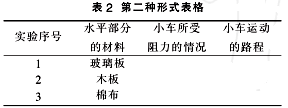 表2 第二种形式表格
实验序号 水平部分的材料 小车所受阻力的情况 小车运动的路程
1 玻璃板
2 木板
3 棉布